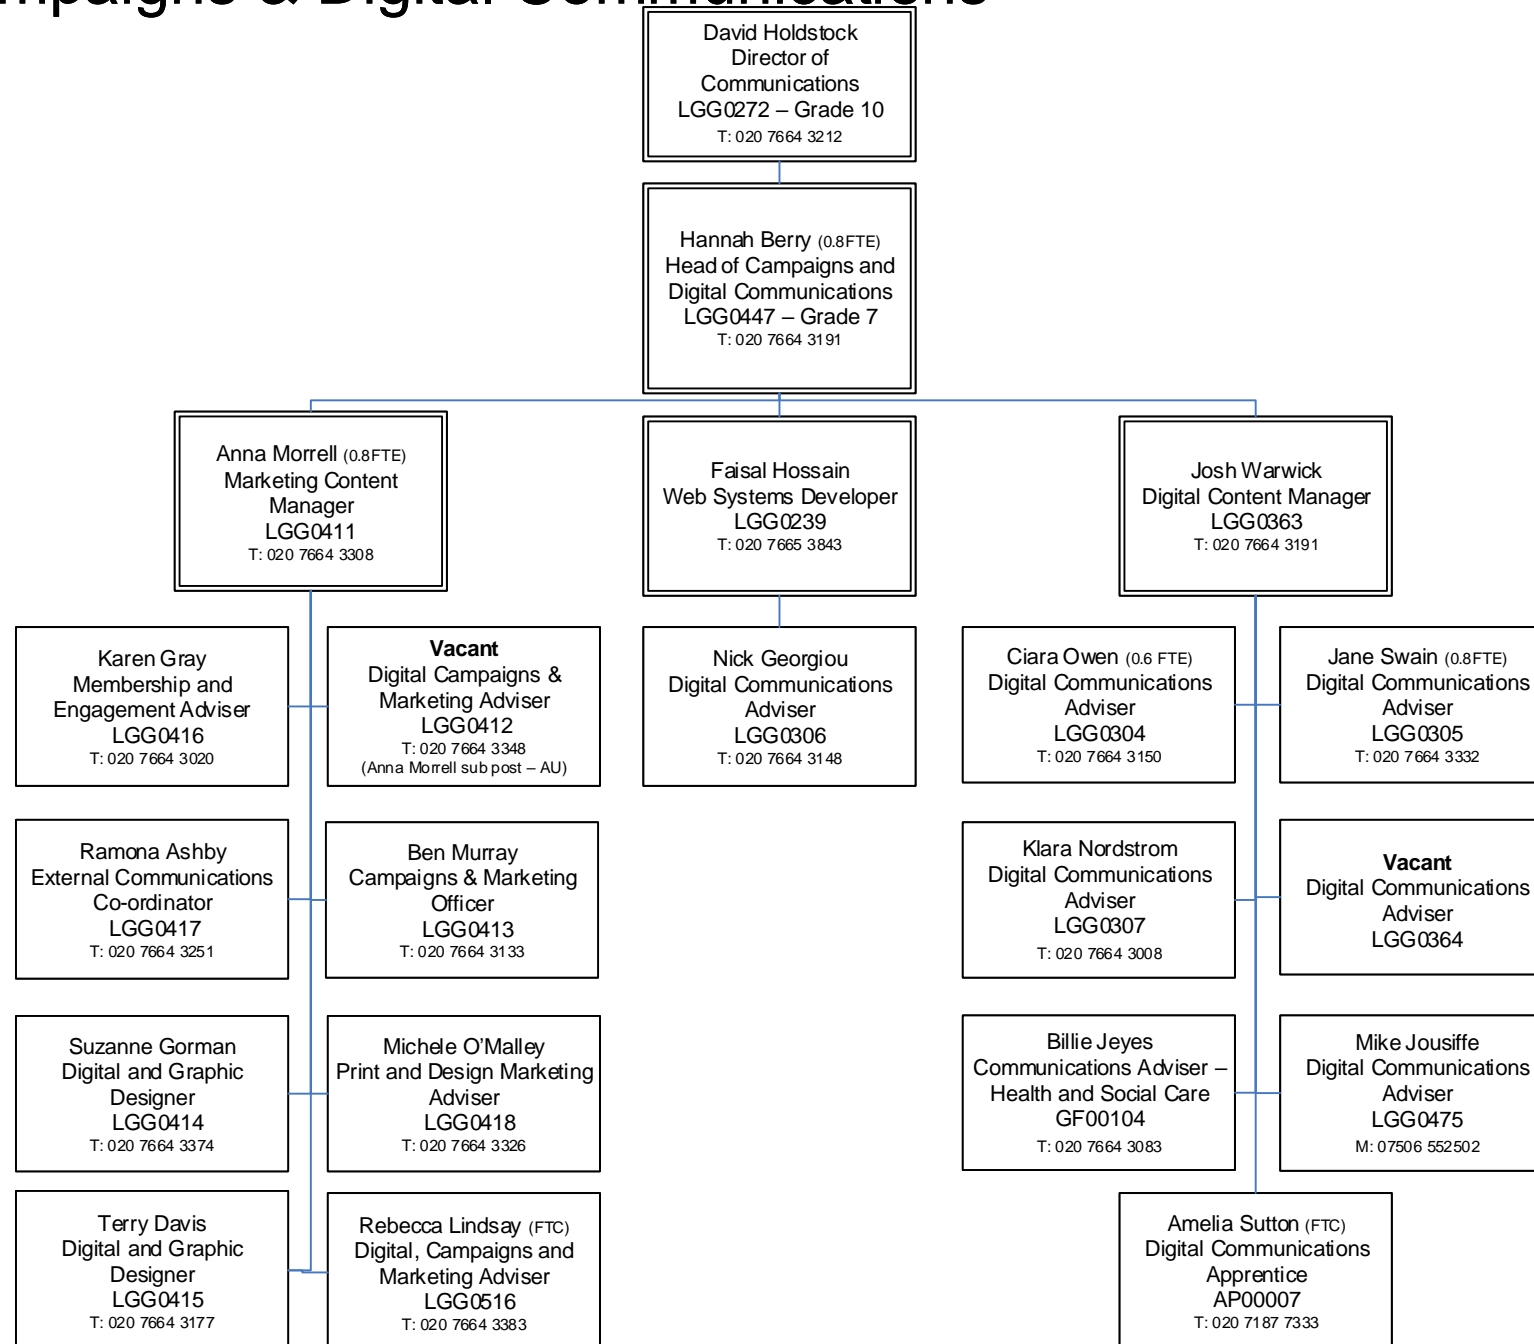 mpaigns & Digital Communications
David Holdstock
Director of
Communications
LGG0272 – Grade 10
T: 020 7664 3212
Hannah Berry (0.8FTE)
Head of Campaigns and
Digital Communications
LGG0447 – Grade 7
T: 020 7664 3191
Anna Morrell (0.8FTE)
Marketing Content
Manager
LGG0411
T: 020 7664 3308
Faisal Hossain
Web Systems Developer
LGG0239
T: 020 7665 3843
Josh Warwick
Digital Content Manager
LGG0363
T: 020 7664 3191
Karen Gray
Membership and
Engagement Adviser
LGG0416
T: 020 7664 3020
Vacant
Digital Campaigns &
Marketing Adviser
LGG0412
T: 020 7664 3348
(Anna Morrell sub post – AU)
Nick Georgiou
Digital Communications
Adviser
LGG0306
T: 020 7664 3148
Ciara Owen (0.6 FTE)
Digital Communications
Adviser
LGG0304
T: 020 7664 3150
Jane Swain (0.8FTE)
Digital Communications
Adviser
LGG0305
T: 020 7664 3332
Ramona Ashby
External Communications
Co-ordinator
LGG0417
T: 020 7664 3251
Ben Murray
Campaigns & Marketing
Officer
LGG0413
T: 020 7664 3133
Klara Nordstrom
Digital Communications
Adviser
LGG0307
T: 020 7664 3008
Vacant
Digital Communications
Adviser
LGG0364
Suzanne Gorman
Digital and Graphic
Designer
LGG0414
T: 020 7664 3374
Michele O’Malley
Print and Design Marketing
Adviser
LGG0418
T: 020 7664 3326
Billie Jeyes
Communications Adviser –
Health and Social Care
GF00104
T: 020 7664 3083
Mike Jousiffe
Digital Communications
Adviser
LGG0475
M: 07506 552502
Terry Davis
Digital and Graphic
Designer
LGG0415
T: 020 7664 3177
Rebecca Lindsay (FTC)
Digital, Campaigns and
Marketing Adviser
LGG0516
T: 020 7664 3383
Amelia Sutton (FTC)
Digital Communications
Apprentice
AP00007
T: 020 7187 7333